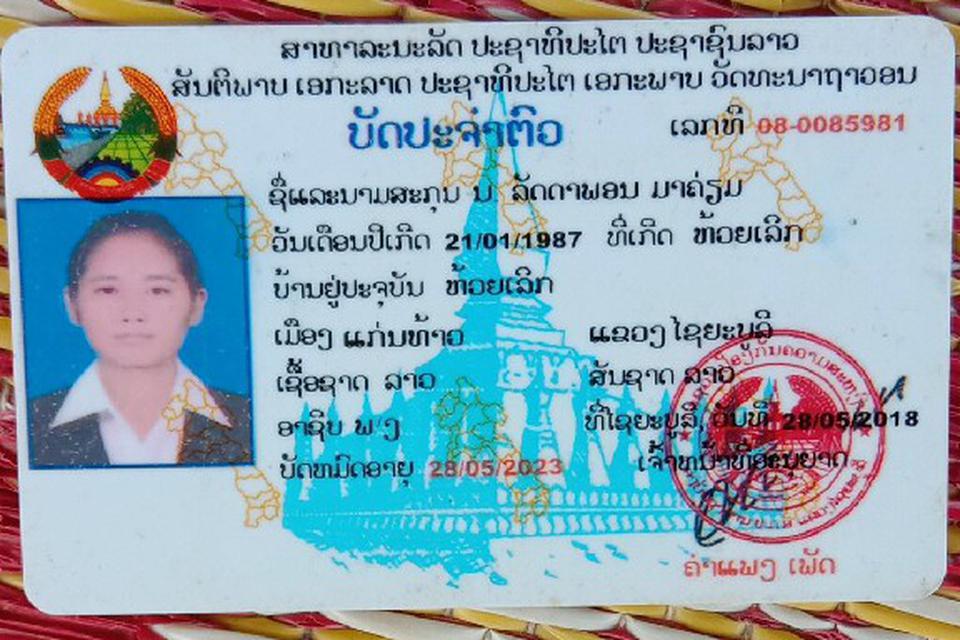 ສາທາລະນະລັດ ປະຊາທິປະໄຕ ປະຊາຊົນລາວ
ສັນຕິພາບ ເອກະລາດ ປະຊາທິປະໄຕ ເອກະພາບ ວັດທະນາຖາວອນ
ບັດປະຈຳຕົວ
ເລກທີ 08-0085981
ຊື່ແລະນາມສະກຸນ ນ. ລັດດາພອນ ມາຄ່ຽມ
ວັນເດືອນປີເກີດ 21/01/1987 ທີ່ເກີດ ຫ້ວຍເລິກ
ບ້ານຢູ່ປະຈຸບັນ ຫ້ວຍເລິກ
ເມືອງ ແກ່ນທ້າວ ແຂວງ ໄຊຍະບູລີ
ເຊື້ອຊາດ ລາວ ສັນຊາດ ລາວ
ອາຊີບ ພ/ງ ທີ່ໄຊຍະບູລີ, ວັນທີ 28/05/2018
ບັດໝົດອາຍຸ 28/05/2023 ເຈົ້າຫນ້າທີ່ອະນຸຍາດ
ຄຳແພງ ເພັດ